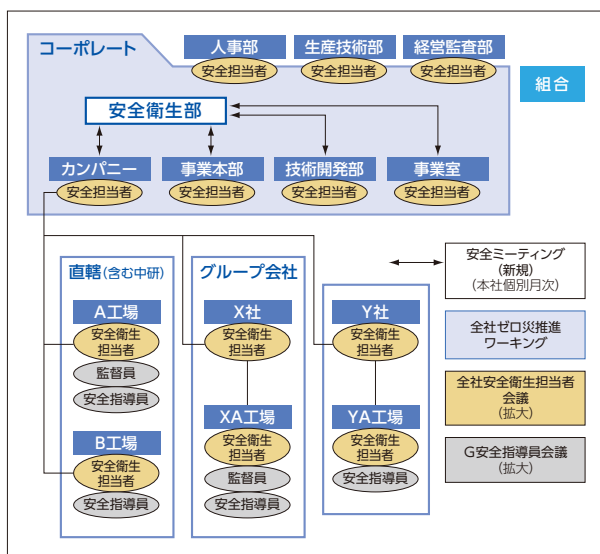 コーポレート
人事部
安全担当者
生産技術部
安全担当者
経営監査部
安全担当者
組合
安全衛生部
カンパニー
安全担当者
事業本部
安全担当者
技術開発部
安全担当者
事業室
安全担当者
直轄(含む中研)
A工場
安全衛生
担当者
監督員
安全指導員
B工場
安全衛生
担当者
安全指導員
グループ会社
X社
安全衛生
担当者
XA工場
安全衛生
担当者
監督員
安全指導員
Y社
安全衛生
担当者
YA工場
安全衛生
担当者
安全指導員
安全ミーティング
(新規)
(本社個別月次)
全社ゼロ災推進
ワーキング
全社安全衛生担当者
会議
(拡大)
G安全指導員会議
(拡大)